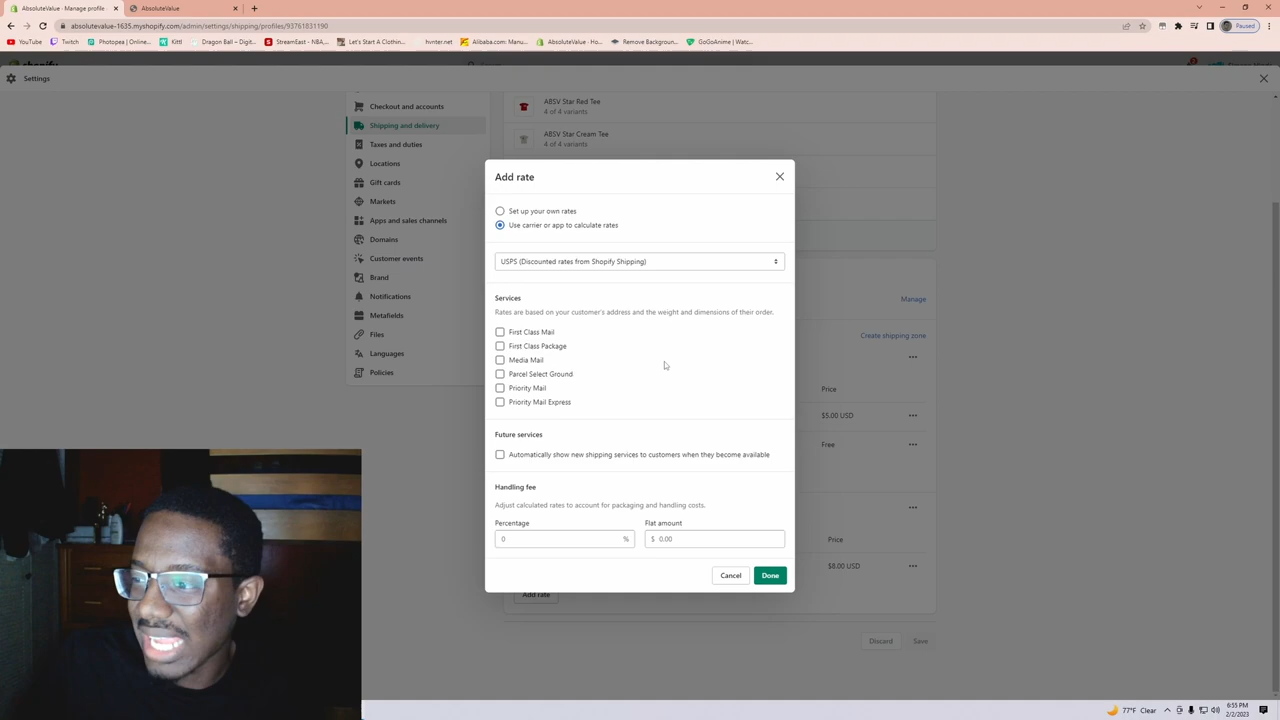 AbsoluteValue - Manage profile
AbsoluteValue
absolutevalue-1635.myshopify.com/admin/settings/shipping/profiles/93761831190
Paused
YouTube
Twitch
Photopea | Online...
Kittl
Dragon Ball – Digit...
StreamEast - NBA,...
Let's Start A Clothin...
hvnter.net
Alibaba.com: Manu...
AbsoluteValue · Ho...
Remove Backgroun...
GoGoAnime | Watc...
Settings
Checkout and accounts
Shipping and delivery
Taxes and duties
Locations
Gift cards
Markets
Apps and sales channels
Domains
Customer events
Brand
Notifications
Metafields
Files
Languages
Policies
ABSV Star Red Tee
4 of 4 variants
ABSV Star Cream Tee
4 of 4 variants
Add rate
Set up your own rates
Use carrier or app to calculate rates
USPS (Discounted rates from Shopify Shipping)
Services
Rates are based on your customer's address and the weight and dimensions of their order.
First Class Mail
First Class Package
Media Mail
Parcel Select Ground
Priority Mail
Priority Mail Express
Future services
Automatically show new shipping services to customers when they become available
Handling fee
Adjust calculated rates to account for packaging and handling costs.
Percentage
Flat amount
0 %
$ 0.00
Cancel
Done
Manage
Create shipping zone
Price
$5.00 USD
Free
Price
$8.00 USD
Add rate
Discard
Save
77°F Clear
6:55 PM
2/2/2023